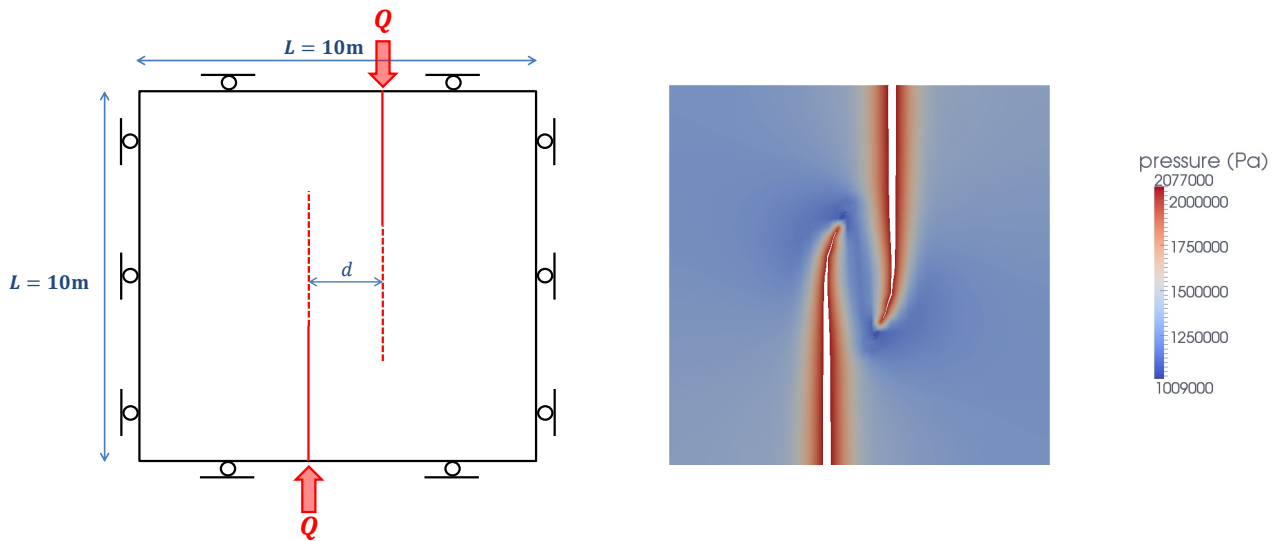 Q
L = 10m
L = 10m
d
Q
pressure (Pa)
2077000
2000000
1750000
1500000
1250000
1009000